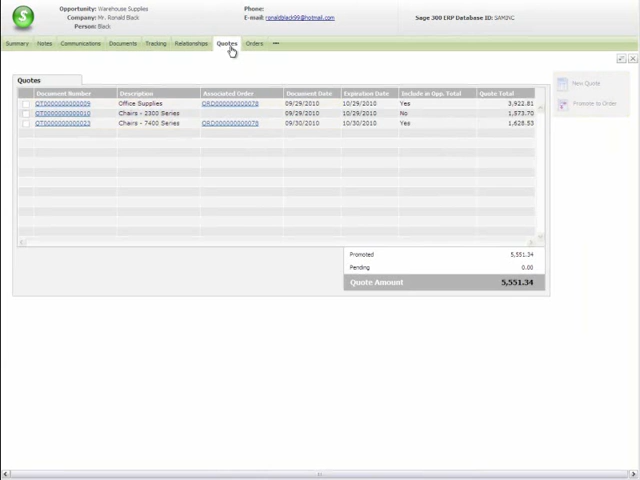 Opportunity: Warehouse Supplies
Company: Mr. Ronald Black
Person: Black
Phone:
E-mail: ronaldblack99@hotmail.com
Sage 300 ERP Database ID: SAMINC
Summary Notes Communications Documents Tracking Relationships Quotes Orders
Quotes
Document Number Description Associated Order Document Date Expiration Date Include in Opp. Total Quote Total
QT0000000000009 Office Supplies ORD000000000078 09/29/2010 10/29/2010 Yes 3,922.81
QT0000000000010 Chairs - 2300 Series 09/29/2010 10/29/2010 No 1,573.70
QT0000000000023 Chairs - 7400 Series ORD000000000078 09/30/2010 10/30/2010 Yes 1,628.53
Promoted 5,551.34
Pending 0.00
Quote Amount 5,551.34
New Quote
Promote to Order